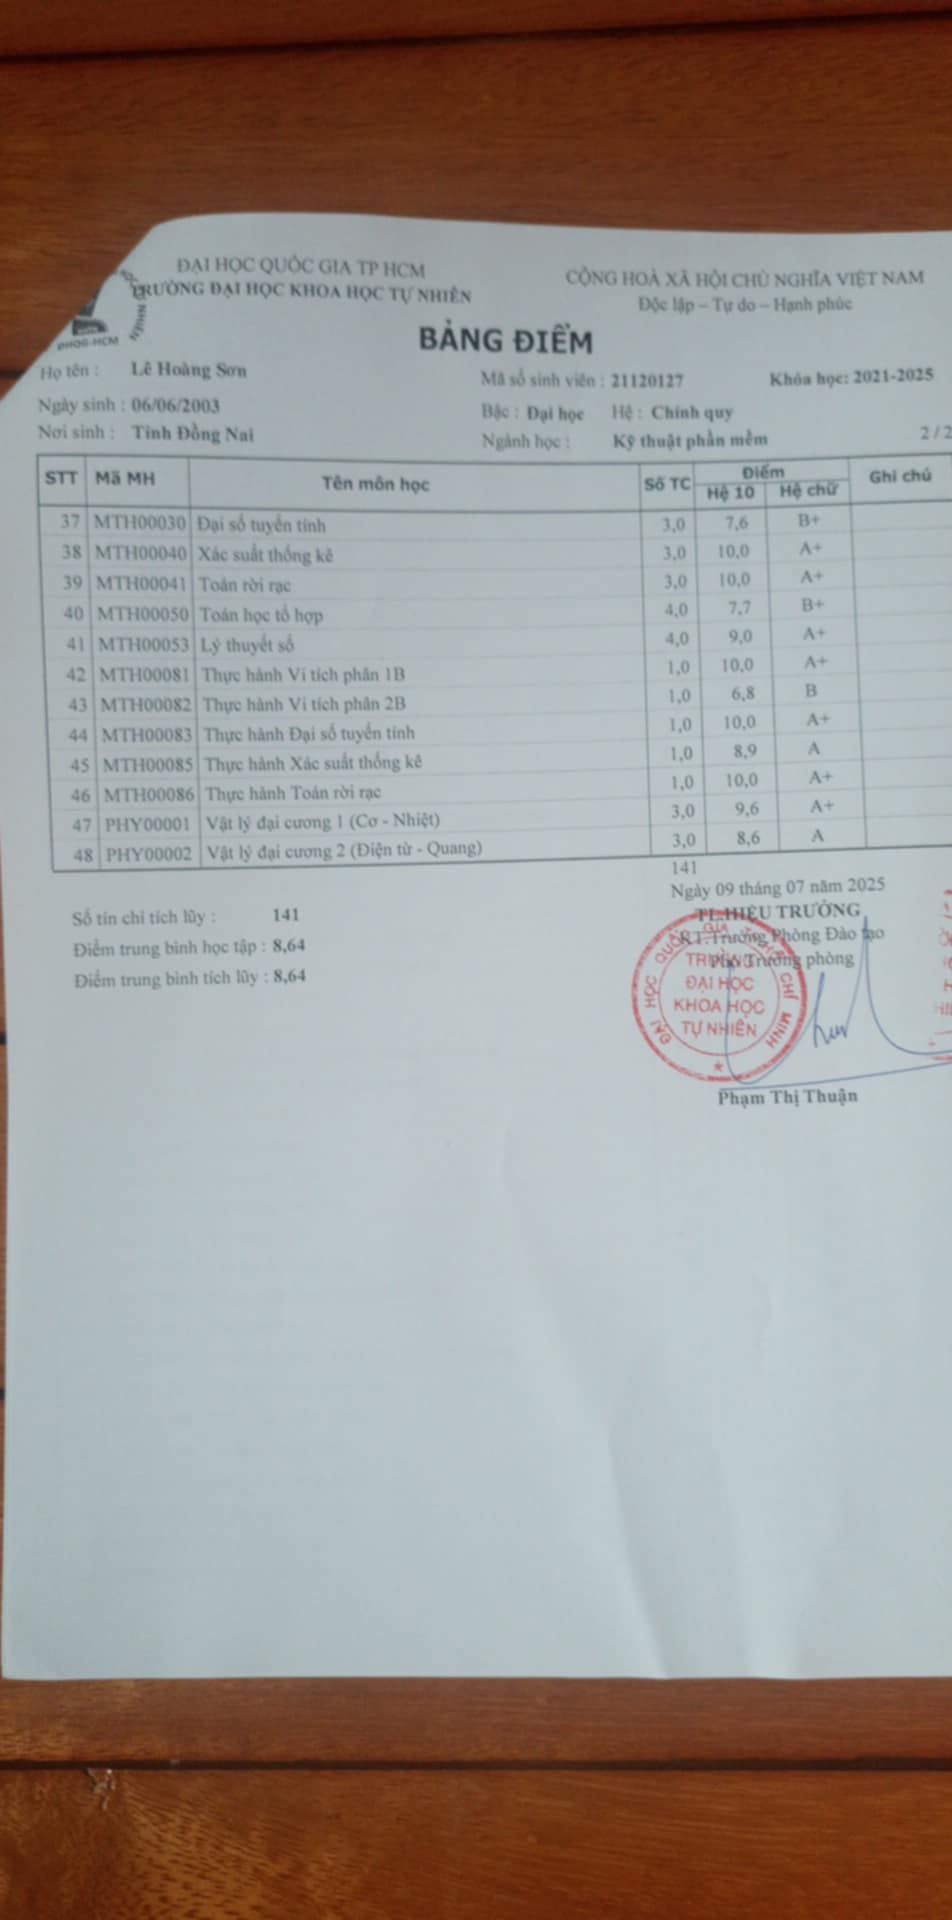 ĐẠI HỌC QUỐC GIA TP HCM
TRƯỜNG ĐẠI HỌC KHOA HỌC TỰ NHIÊN
CỘNG HOÀ XÃ HỘI CHỦ NGHĨA VIỆT NAM
Độc lập – Tự do – Hạnh phúc
BẢNG ĐIỂM
Họ tên : Lê Hoàng Sơn
Mã số sinh viên : 21120127 Khóa học: 2021-2025
Ngày sinh : 06/06/2003
Bậc : Đại học Hệ : Chính quy
Nơi sinh : Tỉnh Đồng Nai
Ngành học : Kỹ thuật phần mềm
2 / 2
STT Mã MH Tên môn học Số TC Điểm Ghi chú
Hệ 10 Hệ chữ
37 MTH00030 Đại số tuyến tính 3,0 7,6 B+
38 MTH00040 Xác suất thống kê 3,0 10,0 A+
39 MTH00041 Toán rời rạc 3,0 10,0 A+
40 MTH00050 Toán học tổ hợp 4,0 7,7 B+
41 MTH00053 Lý thuyết số 4,0 9,0 A+
42 MTH00081 Thực hành Vi tích phân 1B 1,0 10,0 A+
43 MTH00082 Thực hành Vi tích phân 2B 1,0 6,8 B
44 MTH00083 Thực hành Đại số tuyến tính 1,0 10,0 A+
45 MTH00085 Thực hành Xác suất thống kê 1,0 8,9 A
46 MTH00086 Thực hành Toán rời rạc 1,0 10,0 A+
47 PHY00001 Vật lý đại cương 1 (Cơ - Nhiệt) 3,0 9,6 A+
48 PHY00002 Vật lý đại cương 2 (Điện từ - Quang) 3,0 8,6 A
141
Số tín chỉ tích lũy : 141
Điểm trung bình học tập : 8,64
Điểm trung bình tích lũy : 8,64
Ngày 09 tháng 07 năm 2025
TL.HIỆU TRƯỞNG
KT.Trưởng Phòng Đào tạo
Phó Trưởng phòng
TRƯỜNG
ĐẠI HỌC
KHOA HỌC
TỰ NHIÊN
Phạm Thị Thuận